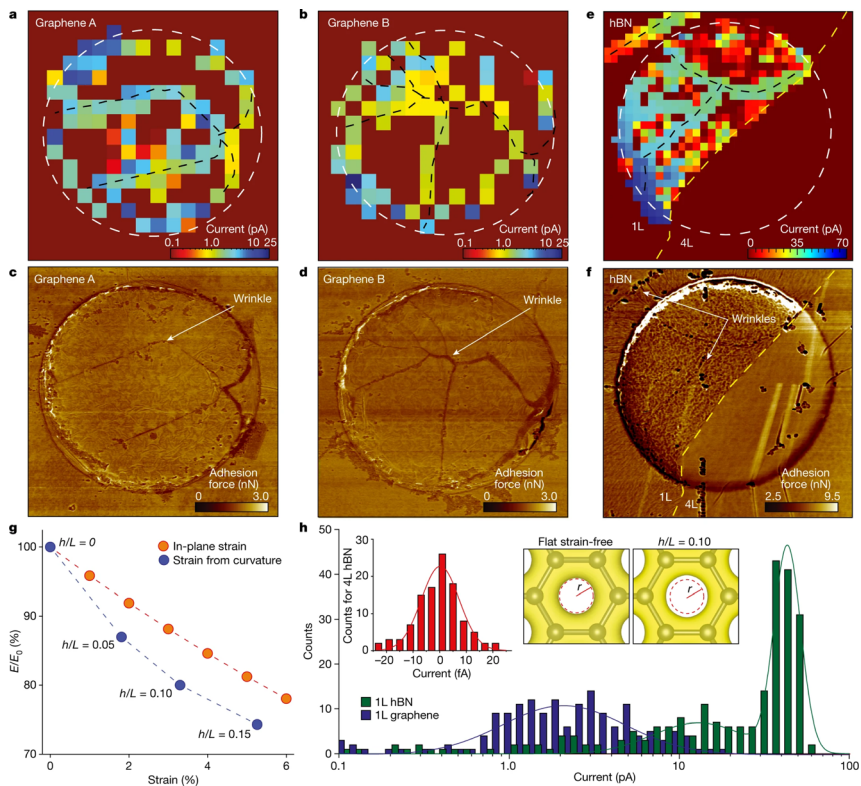 a
Graphene A
Current (pA)
0.1 1.0 10 25
b
Graphene B
Current (pA)
0.1 1.0 10 25
e
hBN
1L
4L
Current (pA)
0 35 70
c
Graphene A
Wrinkle
Adhesion
force (nN)
0 3.0
d
Graphene B
Wrinkle
Adhesion
force (nN)
0 3.0
f
hBN
Wrinkles
1L
4L
Adhesion
force (nN)
2.5 9.5
g
h/L = 0
In-plane strain
Strain from curvature
h/L = 0.05
h/L = 0.10
h/L = 0.15
E/E0 (%)
100
90
80
70
0 2 4 6
Strain (%)
h
Counts
50
40
30
20
10
0
Counts for 4L hBN
30
20
10
0
−20 −10 0 10 20
Current (fA)
Flat strain-free
r
h/L = 0.10
r
1L hBN
1L graphene
0.1 1.0 10 100
Current (pA)